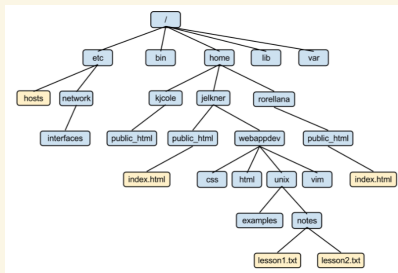 /
etc bin home lib var
hosts network kjcole jelkner rorellana
interfaces public_html public_html webappdev public_html
index.html css html unix vim index.html
examples notes
lesson1.txt lesson2.txt